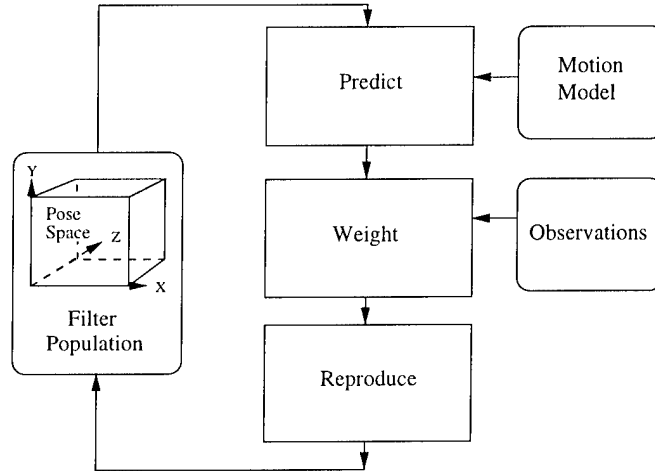 Predict
Motion
Model
Y
Pose
Space
Z
X
Filter
Population
Weight
Observations
Reproduce